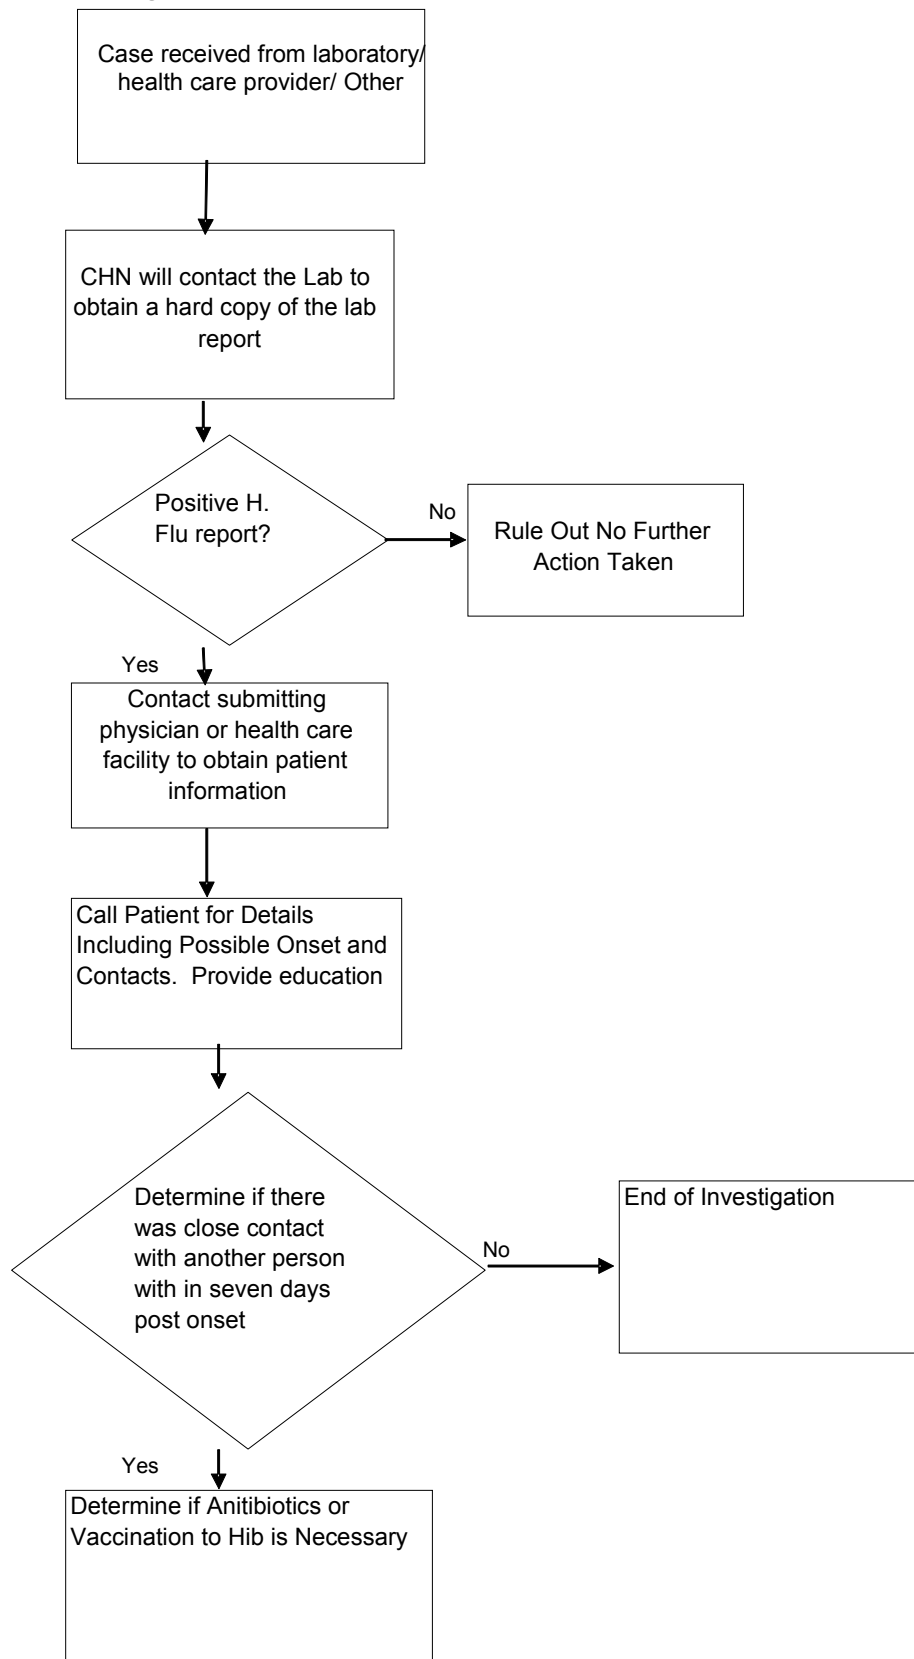 Case received from laboratory/
health care provider/ Other
CHN will contact the Lab to
obtain a hard copy of the lab
report
Positive H.
Flu report?
No
Rule Out No Further
Action Taken
Yes
Contact submitting
physician or health care
facility to obtain patient
information
Call Patient for Details
Including Possible Onset and
Contacts.  Provide education
Determine if there
was close contact
with another person
with in seven days
post onset
No
End of Investigation
Yes
Determine if Anitibiotics or
Vaccination to Hib is Necessary